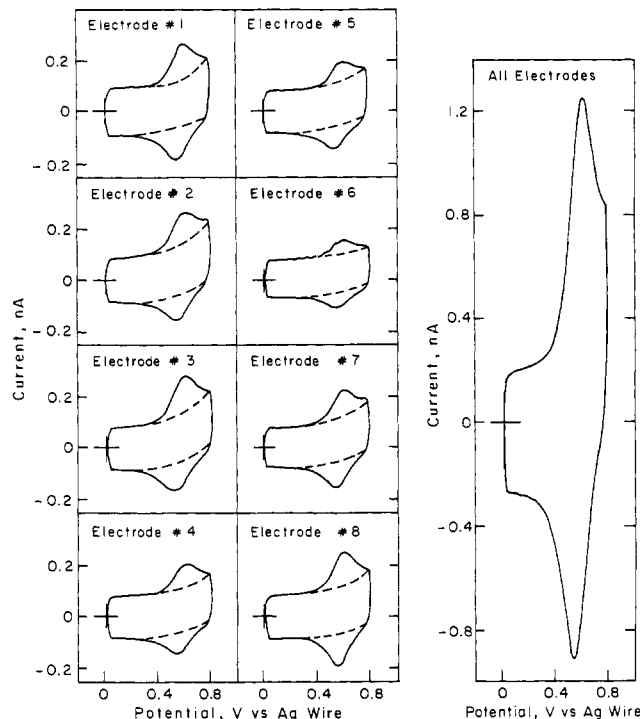 Electrode #1
Electrode #5
0.2
0
-0.2
Electrode #2
Electrode #6
0.2
0
-0.2
Electrode #3
Electrode #7
0.2
0
-0.2
Electrode #4
Electrode #8
0.2
0
-0.2
Current, nA
0 0.4 0.8 0 0.4 0.8
Potential, V vs Ag Wire
All Electrodes
1.2
0.8
0.4
0
-0.4
-0.8
Current, nA
0 0.4 0.8
Potential, V vs Ag Wire